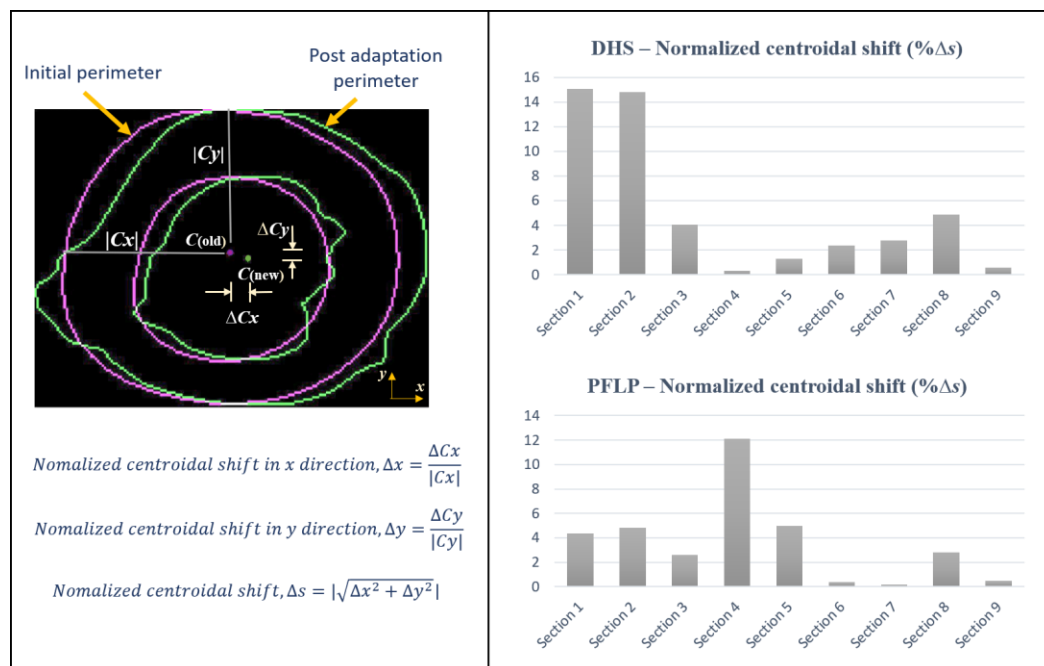 Initial perimeter
Post adaptation
perimeter
|Cy|
|Cx|
C(old)
ΔCy
C(new)
ΔCx
y
x
Nomalized centroidal shift in x direction, Δx = ΔCx/|Cx|
Nomalized centroidal shift in y direction, Δy = ΔCy/|Cy|
Nomalized centroidal shift, Δs = |√Δx² + Δy²|
DHS – Normalized centroidal shift (%Δs)
16
14
12
10
8
6
4
2
0
Section 1
Section 2
Section 3
Section 4
Section 5
Section 6
Section 7
Section 8
Section 9
PFLP – Normalized centroidal shift (%Δs)
14
12
10
8
6
4
2
0
Section 1
Section 2
Section 3
Section 4
Section 5
Section 6
Section 7
Section 8
Section 9